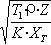 √(T₁·ρ·Z / K·X_T)